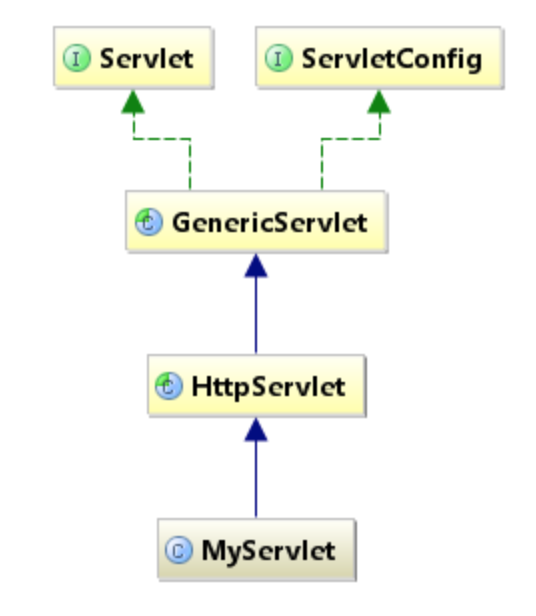 I Servlet
I ServletConfig
C GenericServlet
C HttpServlet
C MyServlet